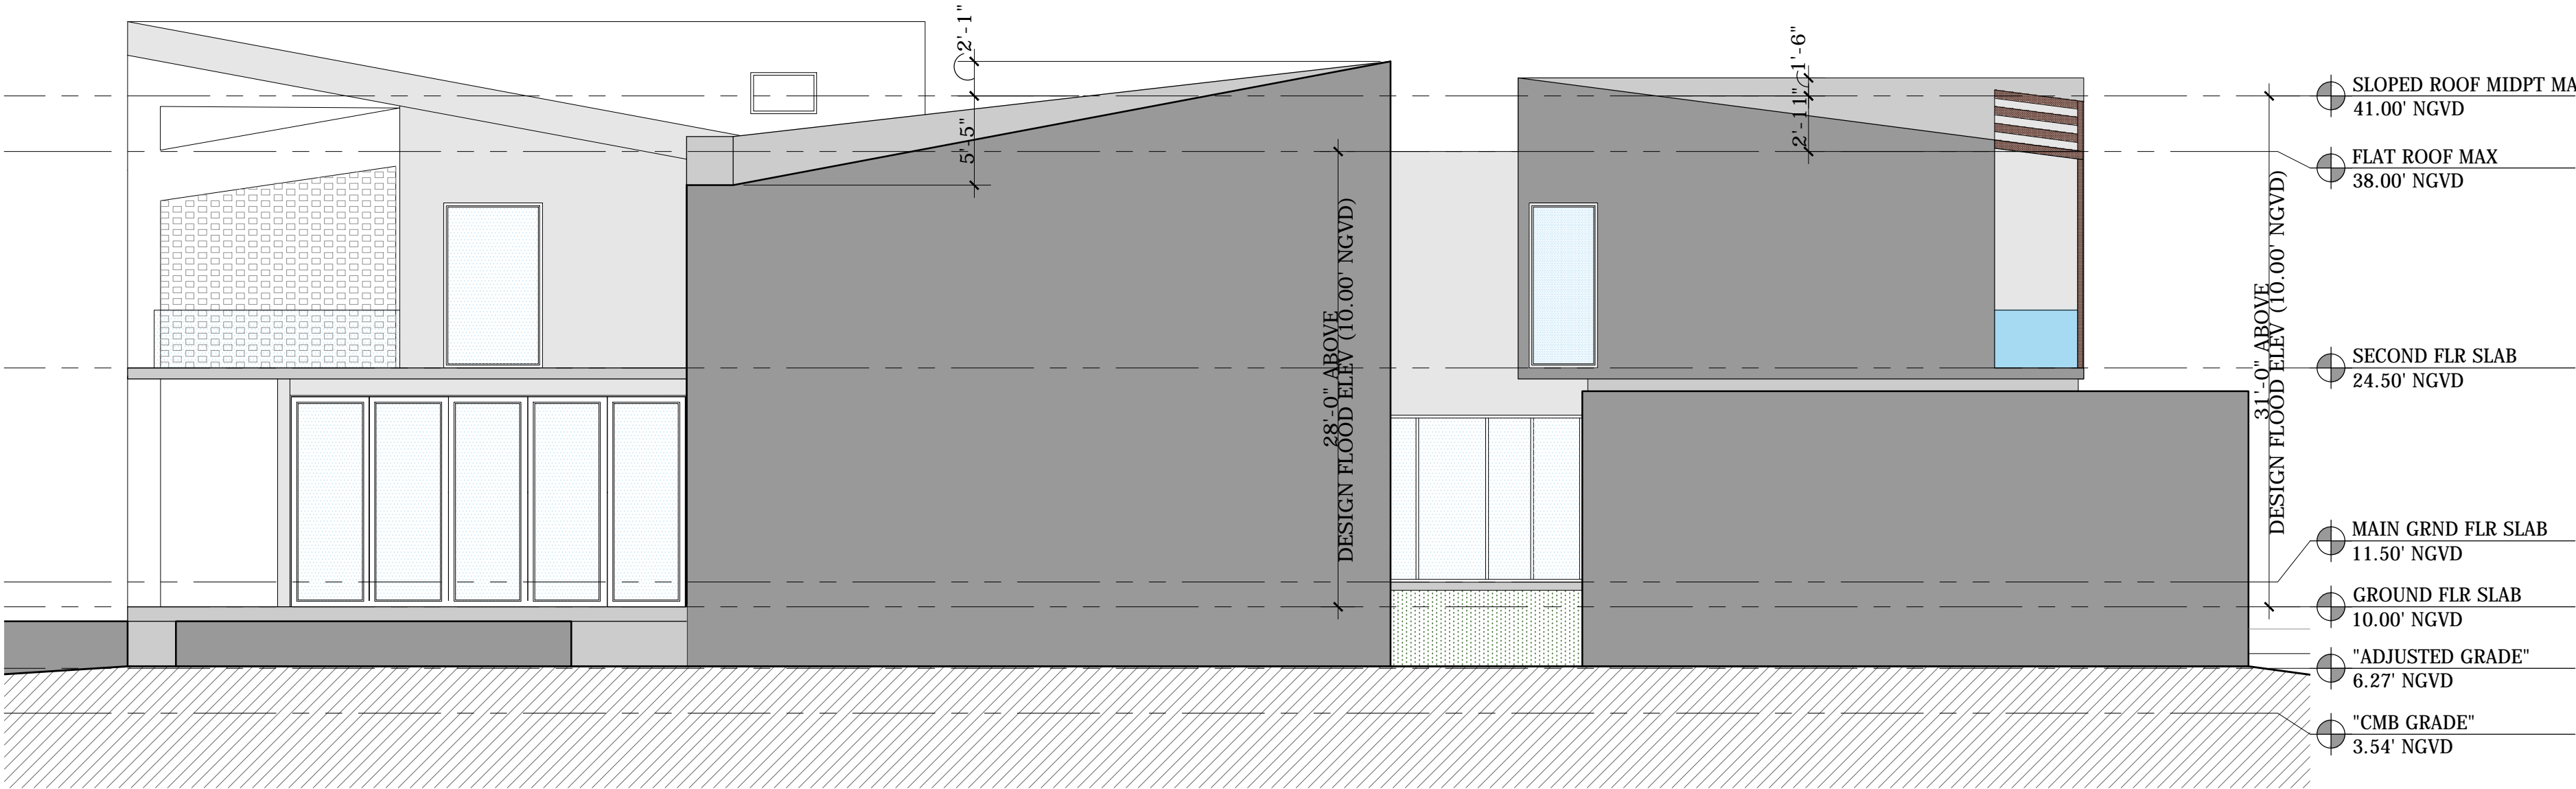 2'-1"
5'-5"
1'-6"
2'-11"
28'-0" ABOVE
DESIGN FLOOD ELEV (10.00' NGVD)
31'-0" ABOVE
DESIGN FLOOD ELEV (10.00' NGVD)
SLOPED ROOF MIDPT MA
41.00' NGVD
FLAT ROOF MAX
38.00' NGVD
SECOND FLR SLAB
24.50' NGVD
MAIN GRND FLR SLAB
11.50' NGVD
GROUND FLR SLAB
10.00' NGVD
"ADJUSTED GRADE"
6.27' NGVD
"CMB GRADE"
3.54' NGVD